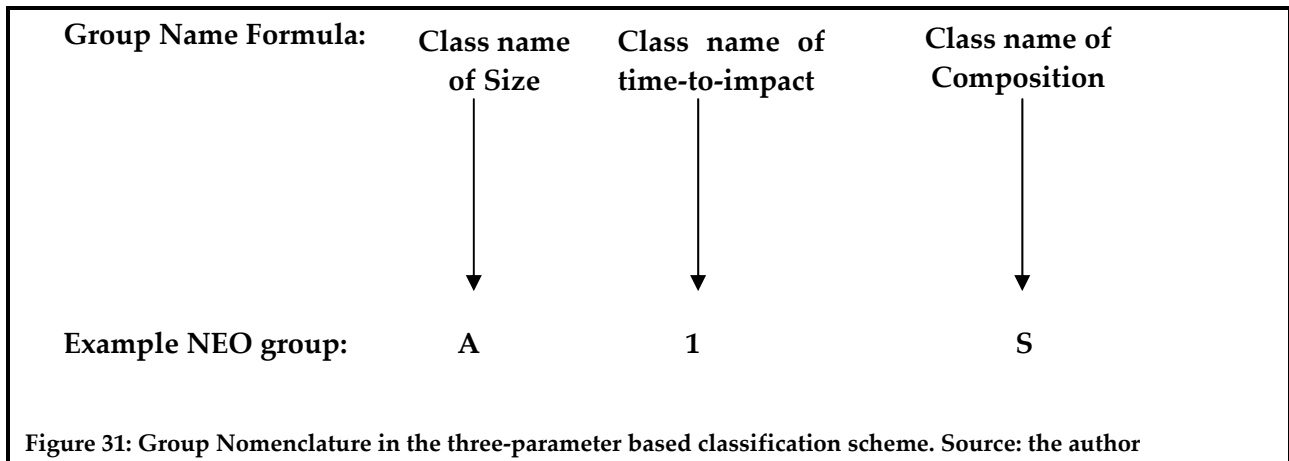 Group Name Formula: Class name of Size Class name of time-to-impact Class name of Composition
Example NEO group: A 1 S
Figure 31: Group Nomenclature in the three-parameter based classification scheme. Source: the author